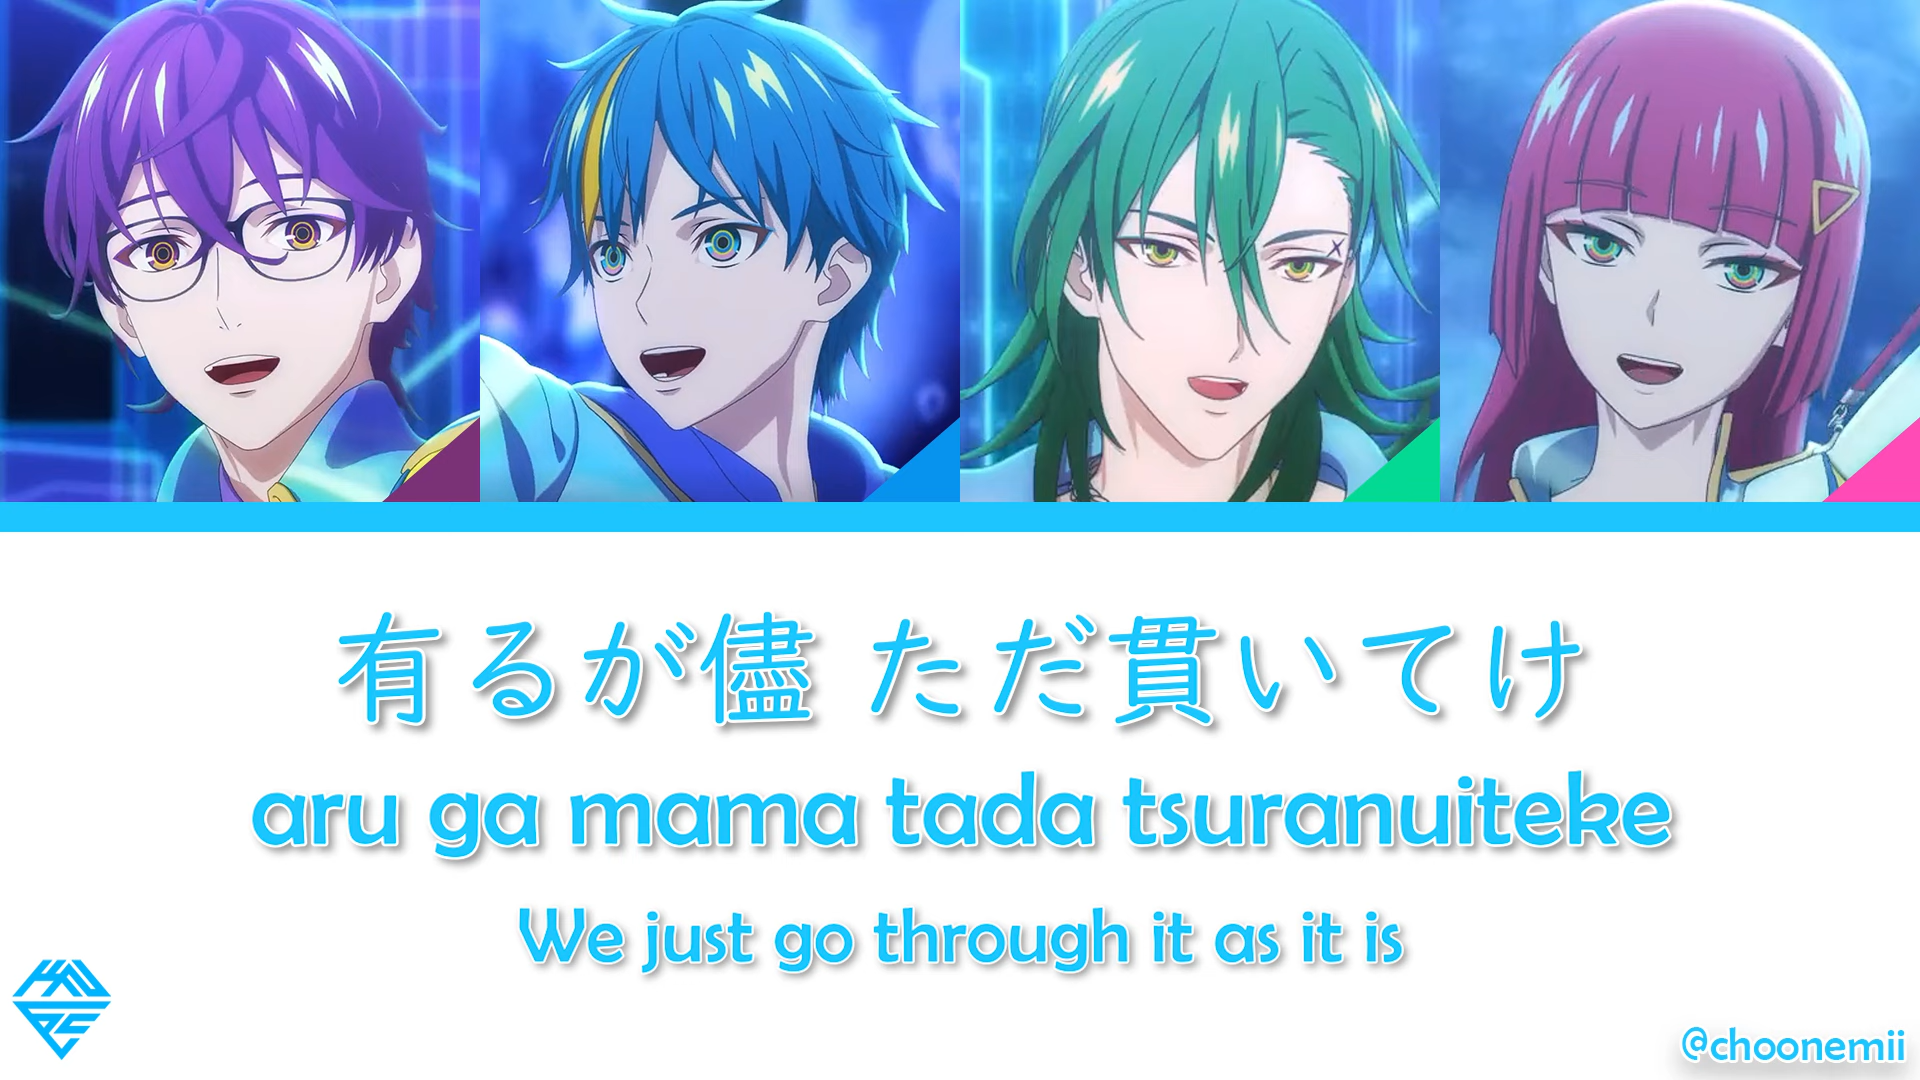 有るが儘 ただ貫いてけ
aru ga mama tada tsuranuiteke
We just go through it as it is
@choonemii